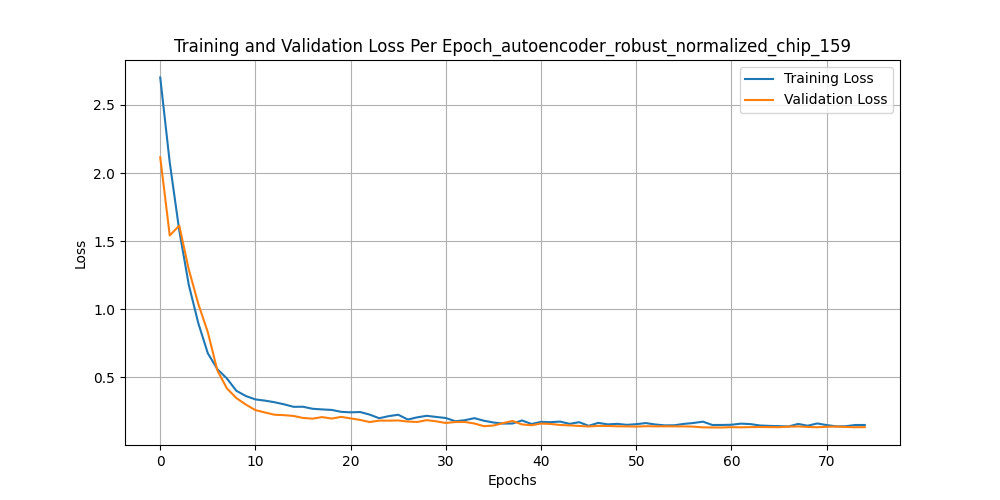 Training and Validation Loss Per Epoch_autoencoder_robust_normalized_chip_159
Training Loss
Validation Loss
Loss
2.5
2.0
1.5
1.0
0.5
0 10 20 30 40 50 60 70
Epochs